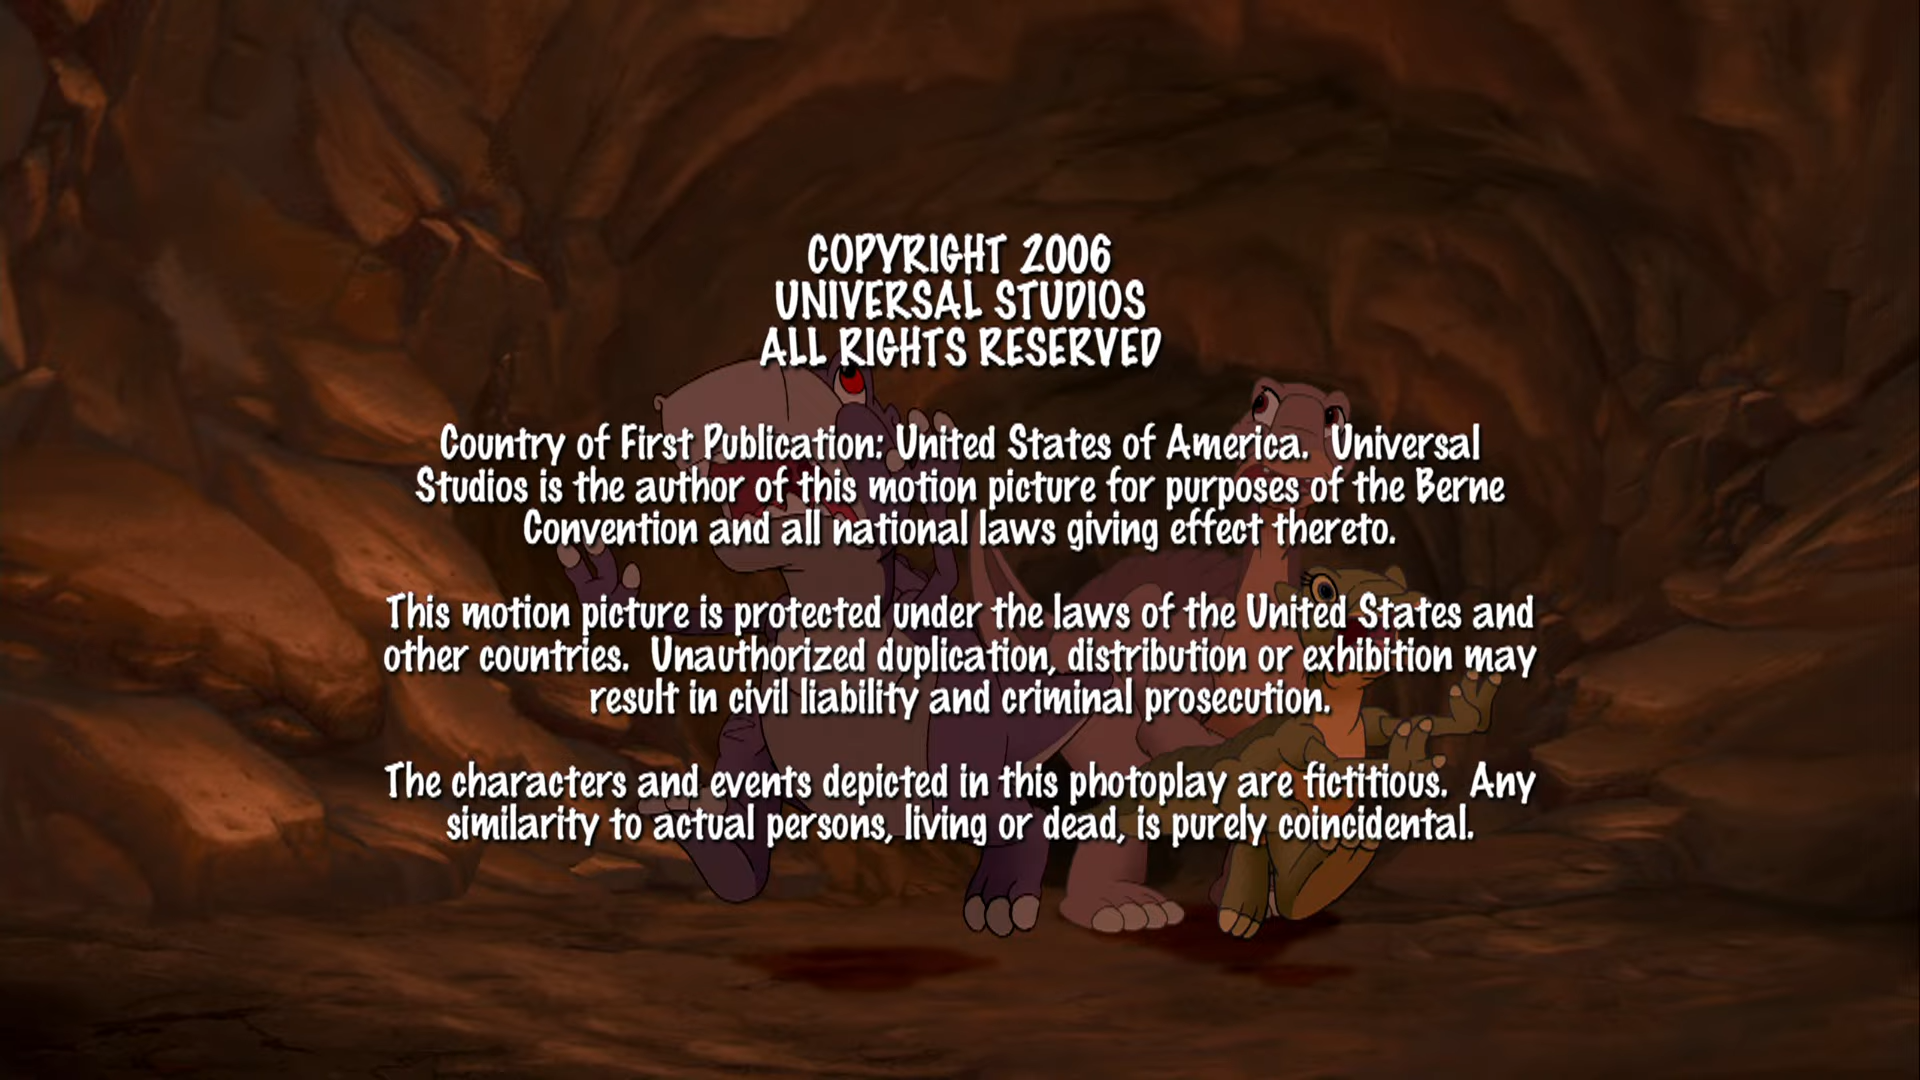 COPYRIGHT 2006
UNIVERSAL STUDIOS
ALL RIGHTS RESERVED
Country of First Publication: United States of America.  Universal
Studios is the author of this motion picture for purposes of the Berne
Convention and all national laws giving effect thereto.
This motion picture is protected under the laws of the United States and
other countries.  Unauthorized duplication, distribution or exhibition may
result in civil liability and criminal prosecution.
The characters and events depicted in this photoplay are fictitious.  Any
similarity to actual persons, living or dead, is purely coincidental.